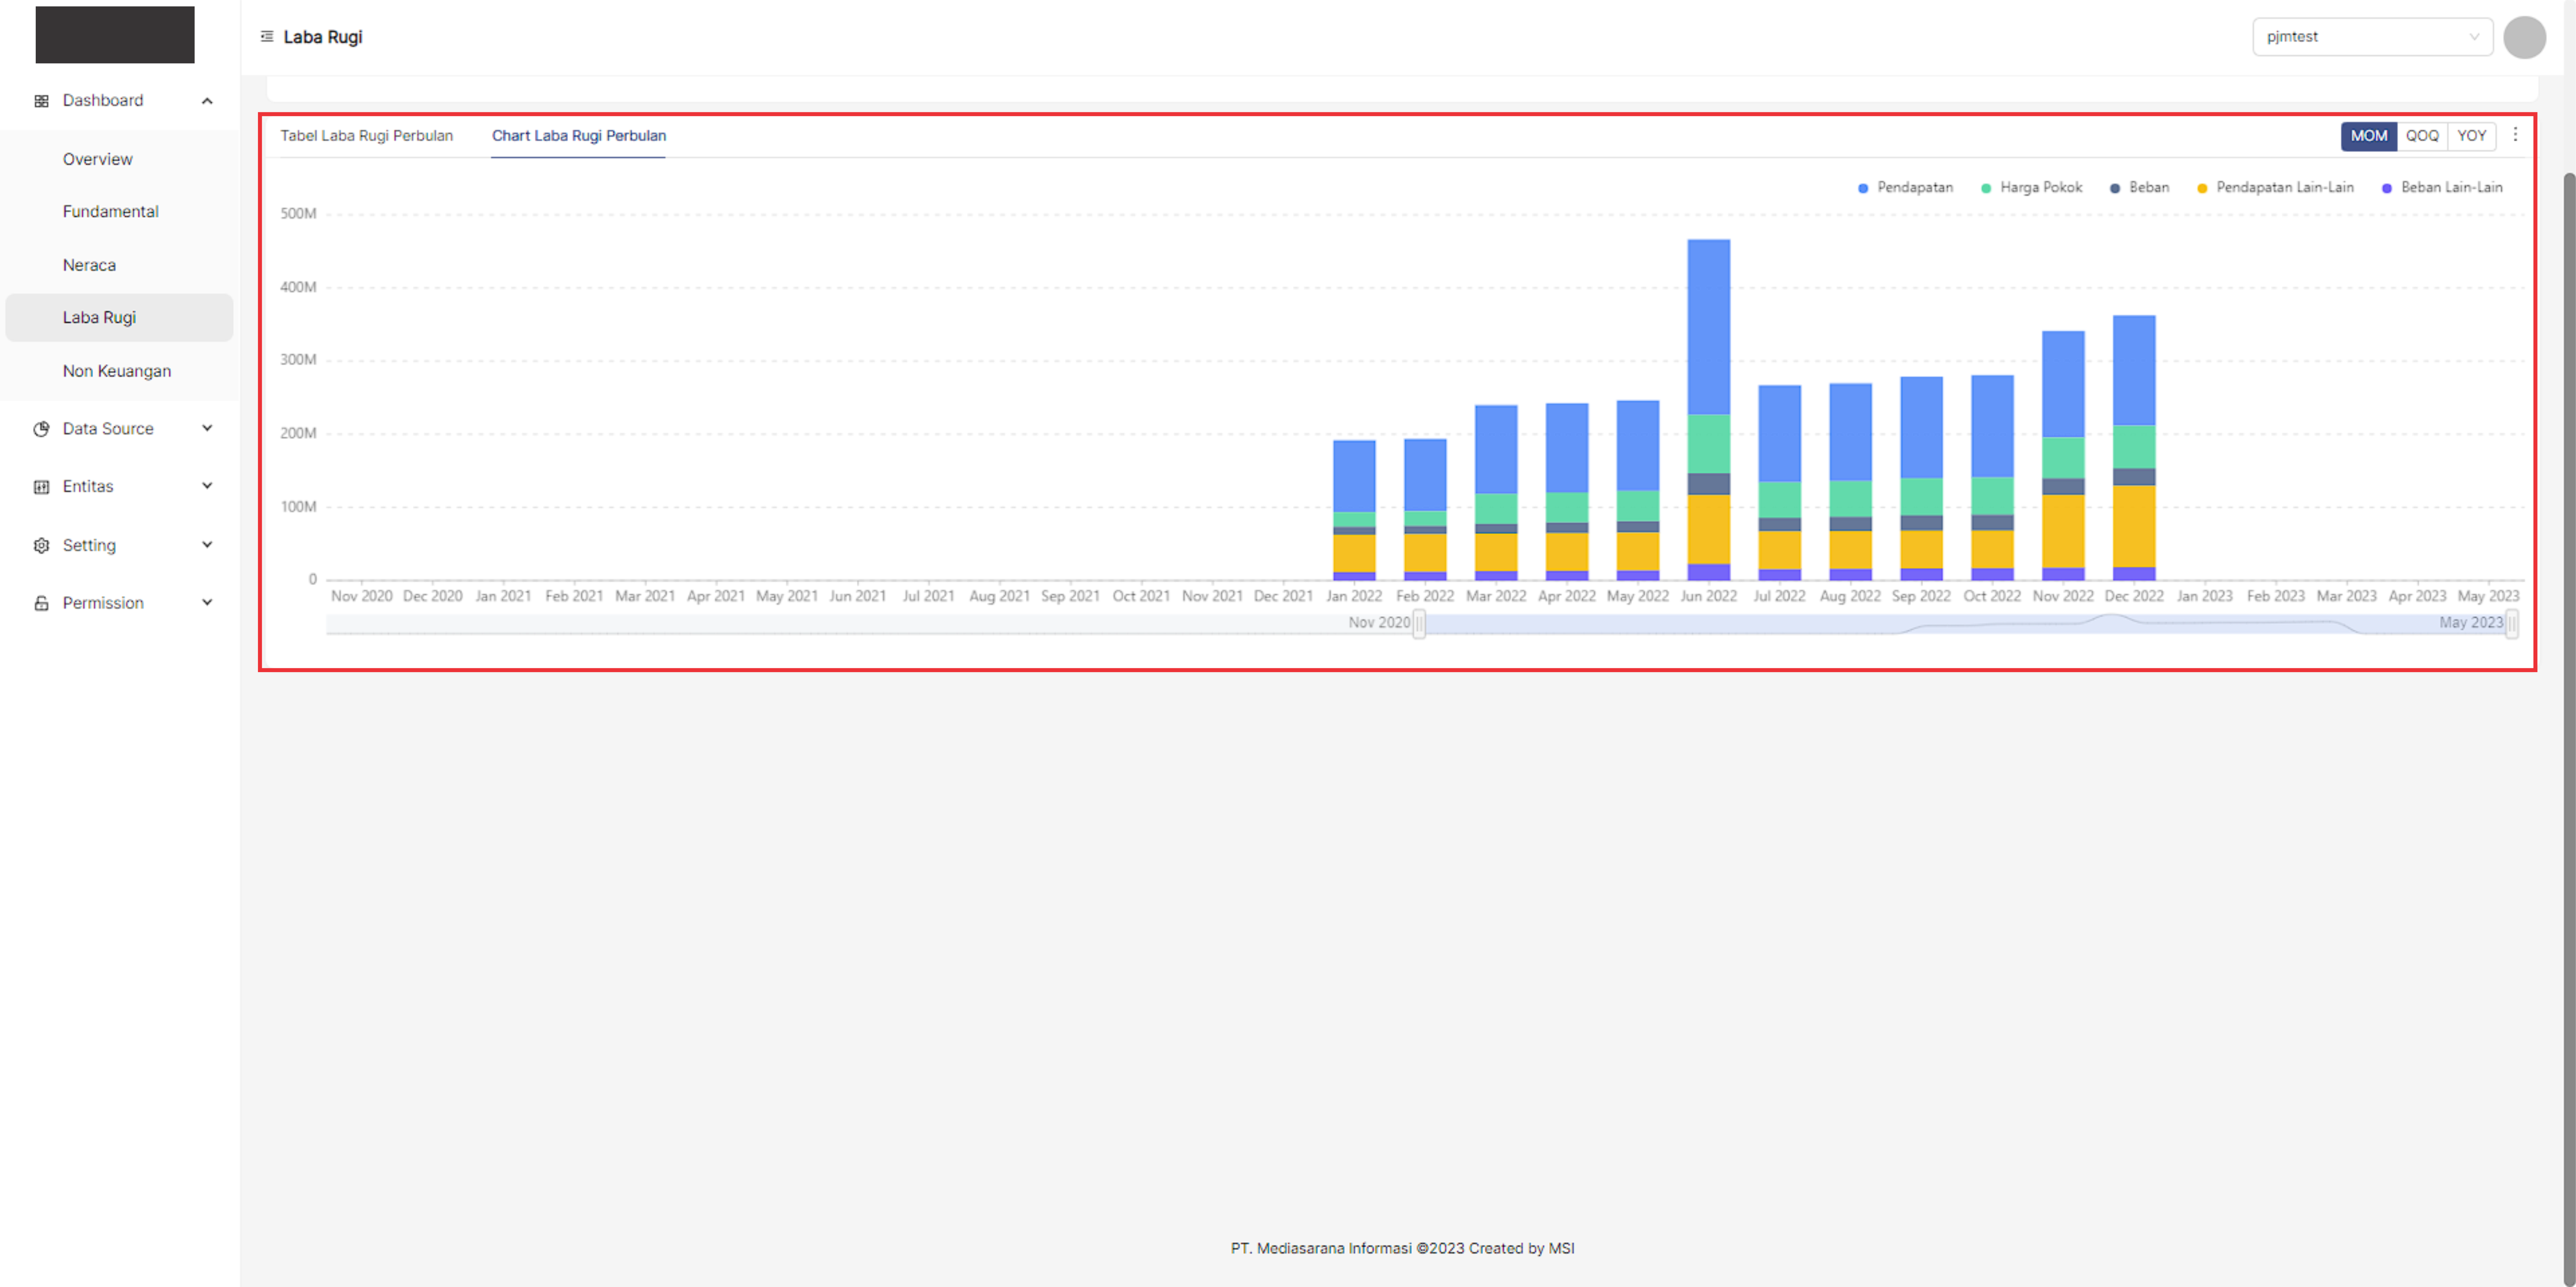 Laba Rugi
pjmtest
Dashboard
Overview
Fundamental
Neraca
Laba Rugi
Non Keuangan
Data Source
Entitas
Setting
Permission
Tabel Laba Rugi Perbulan Chart Laba Rugi Perbulan
MOM QOQ YOY
Pendapatan Harga Pokok Beban Pendapatan Lain-Lain Beban Lain-Lain
500M
400M
300M
200M
100M
0
Nov 2020 Dec 2020 Jan 2021 Feb 2021 Mar 2021 Apr 2021 May 2021 Jun 2021 Jul 2021 Aug 2021 Sep 2021 Oct 2021 Nov 2021 Dec 2021 Jan 2022 Feb 2022 Mar 2022 Apr 2022 May 2022 Jun 2022 Jul 2022 Aug 2022 Sep 2022 Oct 2022 Nov 2022 Dec 2022 Jan 2023 Feb 2023 Mar 2023 Apr 2023 May 2023
Nov 2020 May 2023
PT. Mediasarana Informasi ©2023 Created by MSI